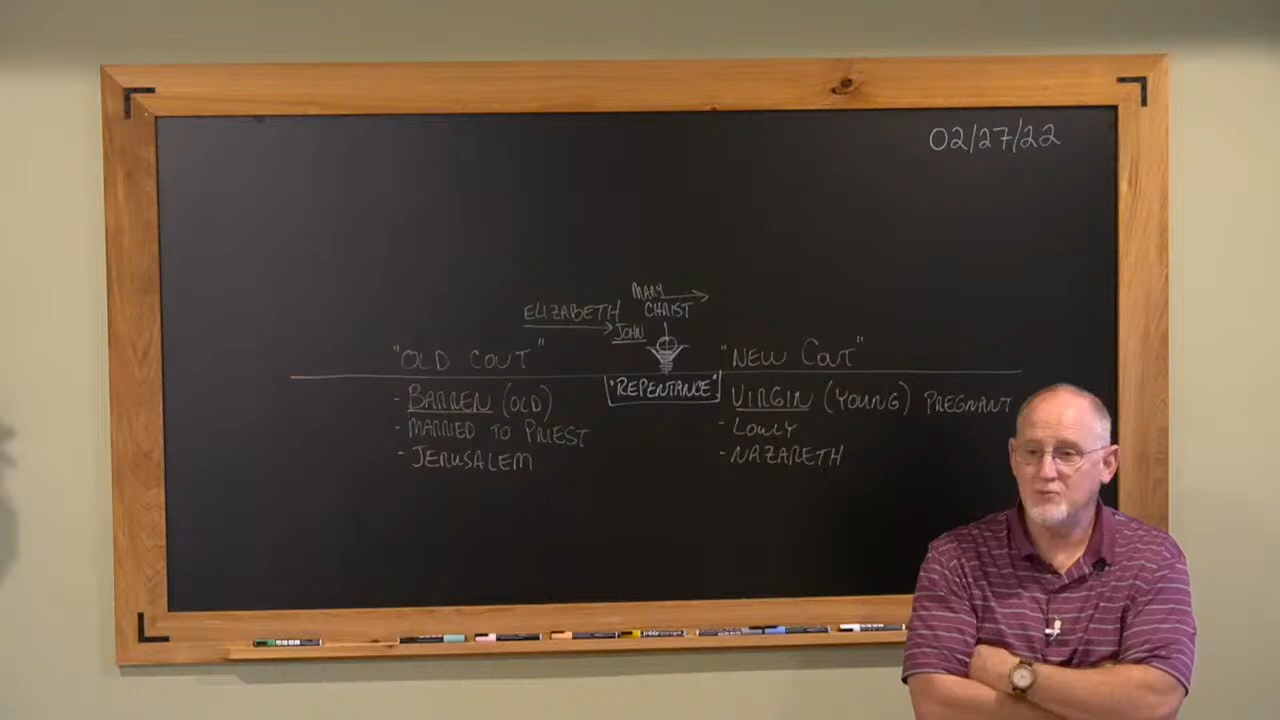 02/27/22
MARY
CHRIST
ELIZABETH
JOHN
"OLD COVT"
"NEW COVT"
"REPENTANCE"
- BARREN (OLD)
- MARRIED TO PRIEST
- JERUSALEM
VIRGIN (YOUNG) PREGNANT
- LOWLY
- NAZARETH